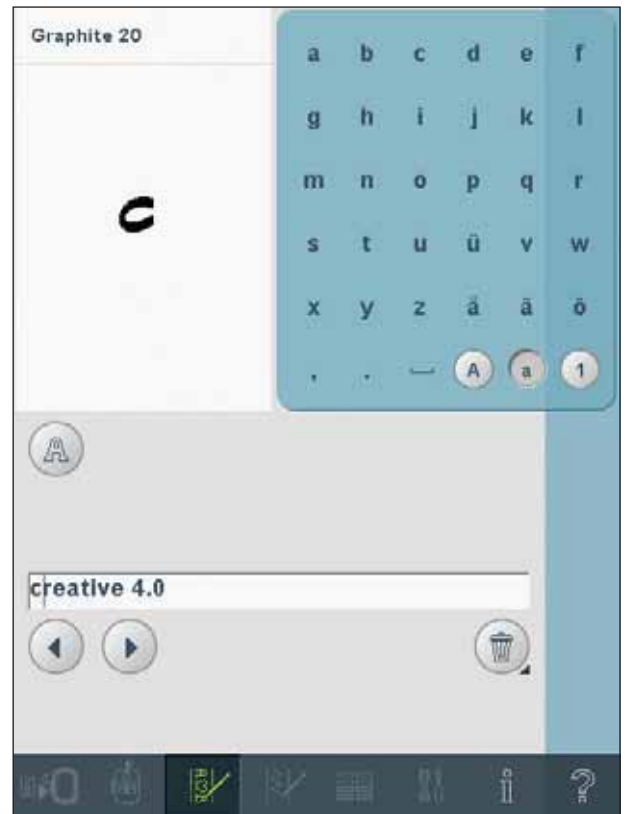 Graphite 20
a b c d e f
g h i j k l
m n o p q r
s t u ü v w
x y z å ä ö
, . A a 1
c
A
creative 4.0
i ?